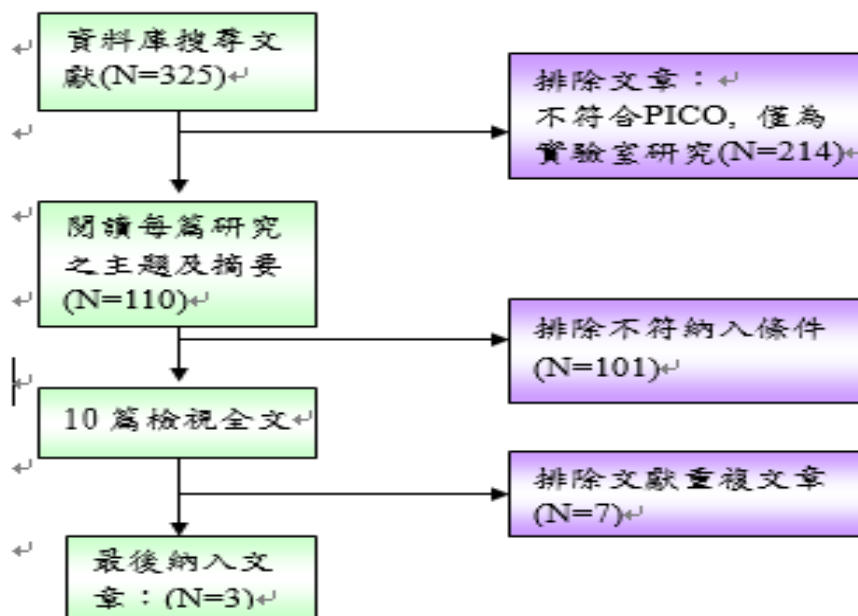 資料庫搜尋文
獻(N=325)
排除文章：
不符合PICO, 僅為
實驗室研究(N=214)
閱讀每篇研究
之主題及摘要
(N=110)
排除不符納入條件
(N=101)
10 篇檢視全文
排除文獻重複文章
(N=7)
最後納入文
章：(N=3)